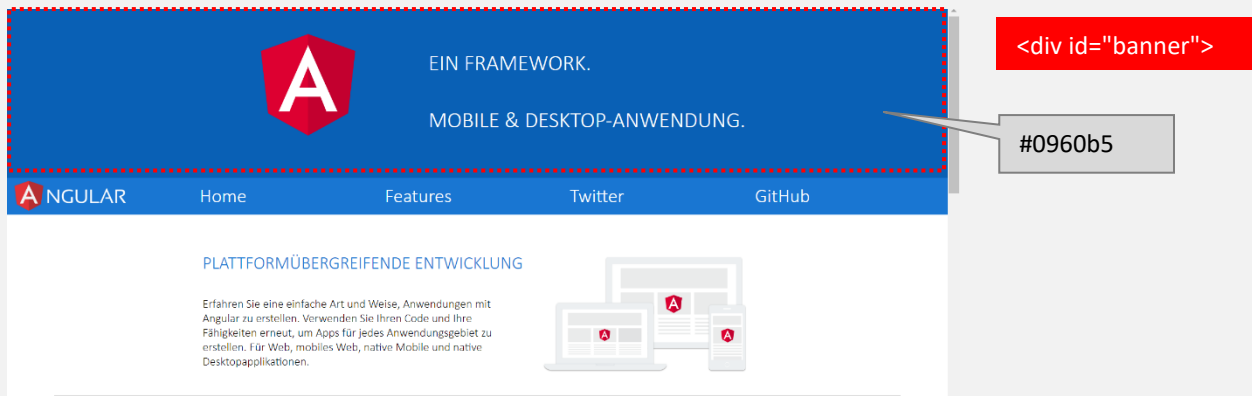 EIN FRAMEWORK.
MOBILE & DESKTOP-ANWENDUNG.
<div id="banner">
#0960b5
ANGULAR Home Features Twitter GitHub
PLATTFORMÜBERGREIFENDE ENTWICKLUNG
Erfahren Sie eine einfache Art und Weise, Anwendungen mit
Angular zu erstellen. Verwenden Sie Ihren Code und Ihre
Fähigkeiten erneut, um Apps für jedes Anwendungsgebiet zu
erstellen. Für Web, mobiles Web, native Mobile und native
Desktopapplikationen.